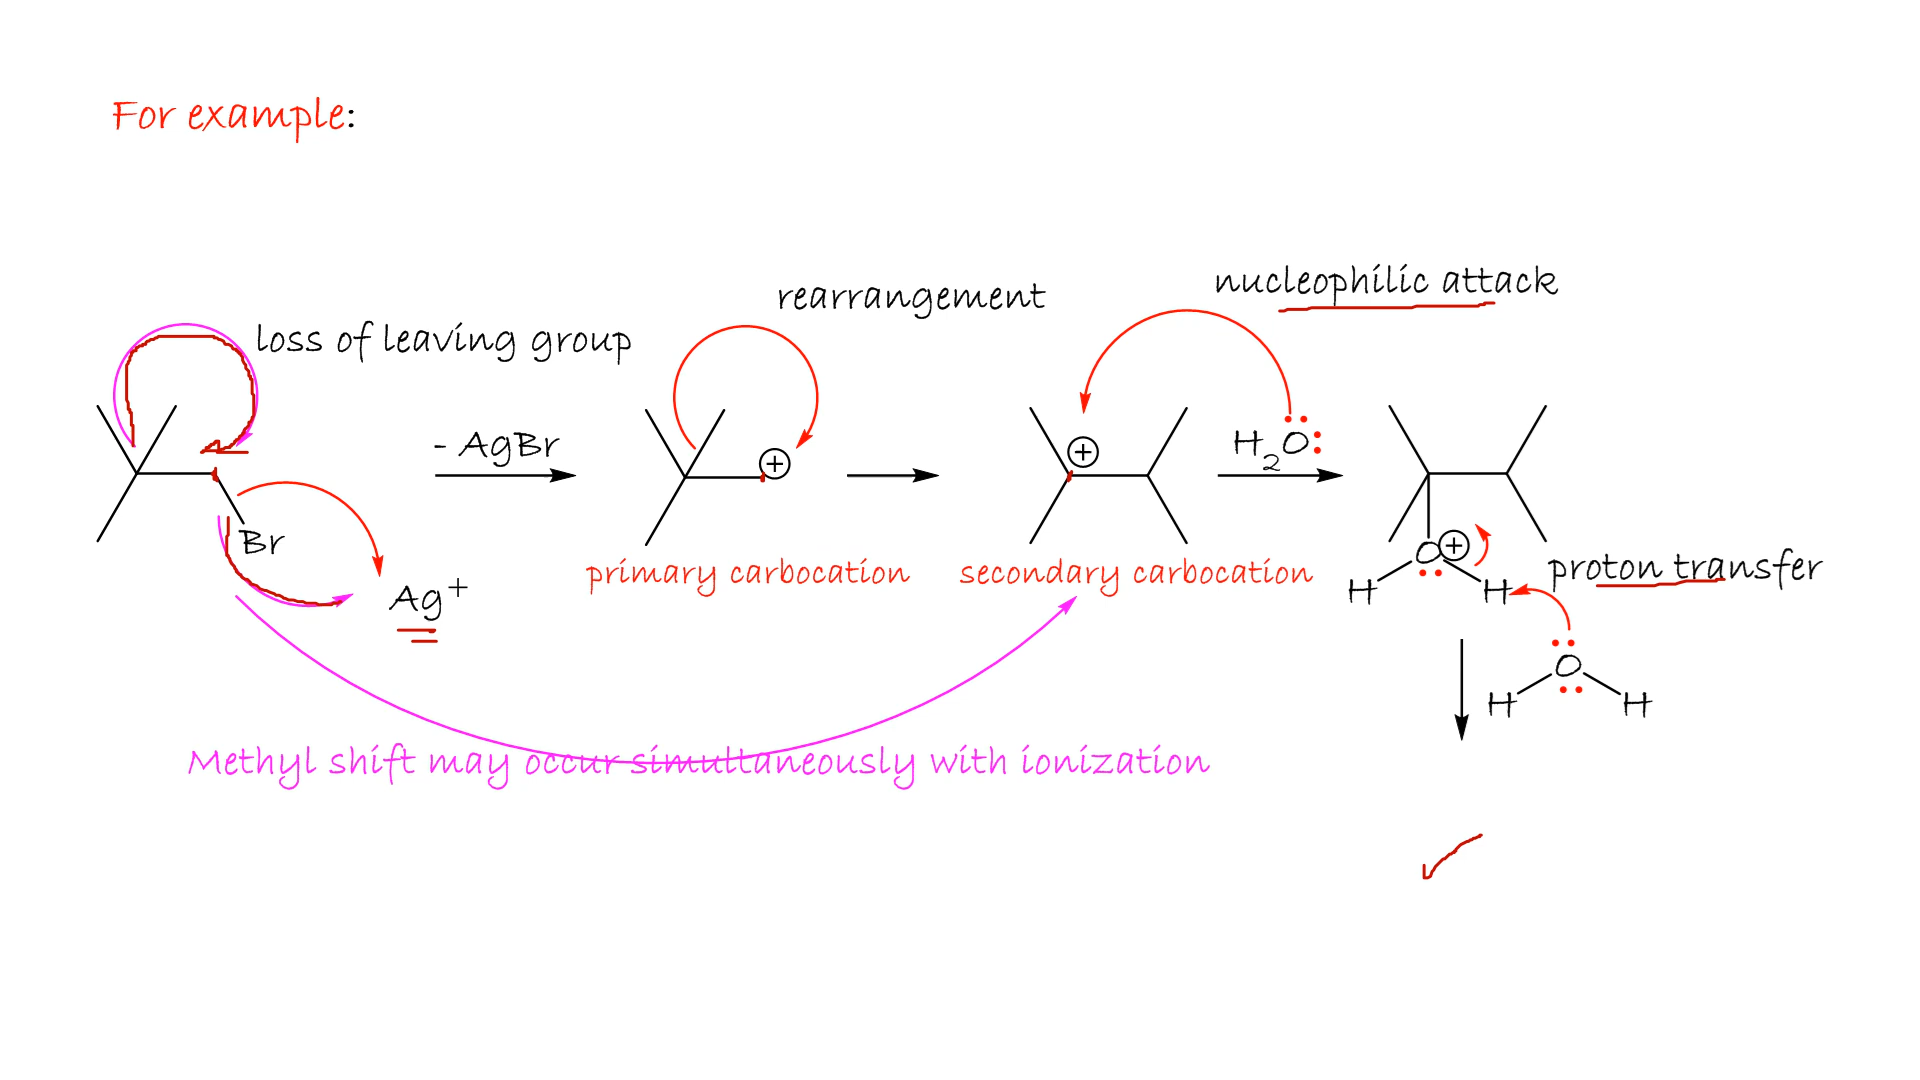 For example:
nucleophilic attack
rearrangement
loss of leaving group
- AgBr
H₂O
Br
Ag⁺
primary carbocation
secondary carbocation
O
H H
proton transfer
O
H H
Methyl shift may occur simultaneously with ionization